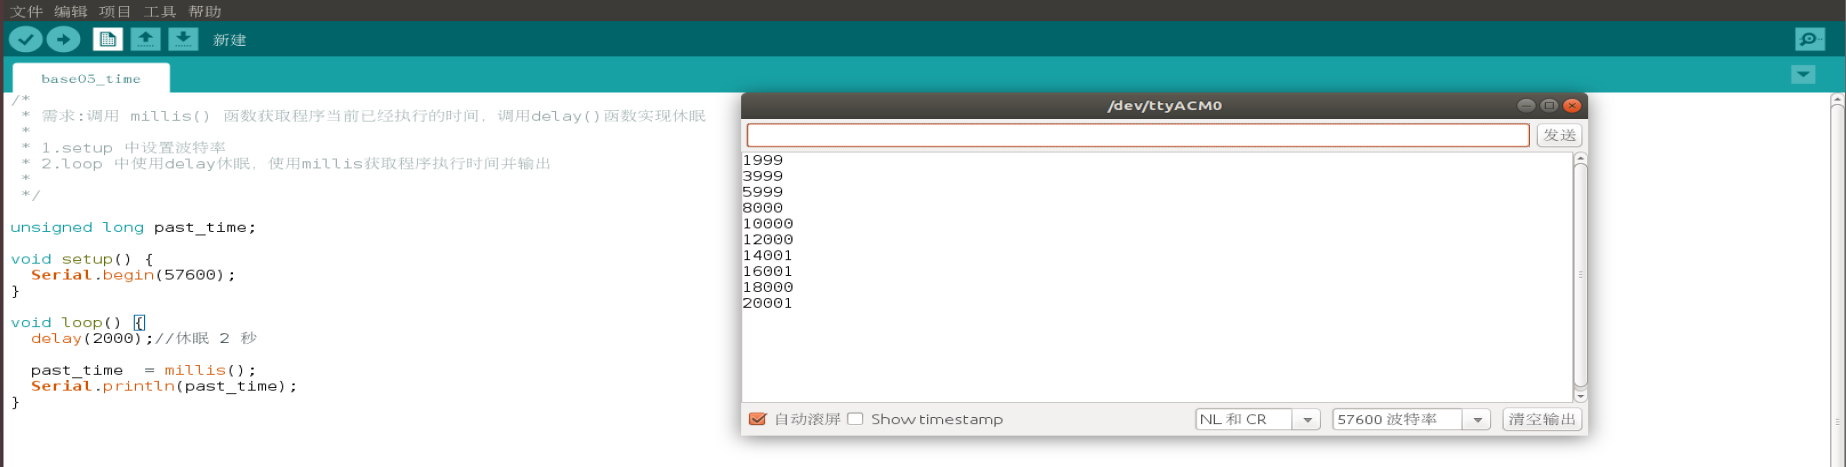 文件 编辑 项目 工具 帮助
新建
base05_time
/*
 * 需求:调用 millis() 函数获取程序当前已经执行的时间，调用delay()函数实现休眠
 *
 * 1.setup 中设置波特率
 * 2.loop 中使用delay休眠，使用millis获取程序执行时间并输出
 *
 */
unsigned long past_time;
void setup() {
  Serial.begin(57600);
}
void loop() {
  delay(2000);//休眠 2 秒
  past_time  = millis();
  Serial.println(past_time);
}
/dev/ttyACM0
发送
1999
3999
5999
8000
10000
12000
14001
16001
18000
20001
自动滚屏 Show timestamp NL 和 CR 57600 波特率 清空输出